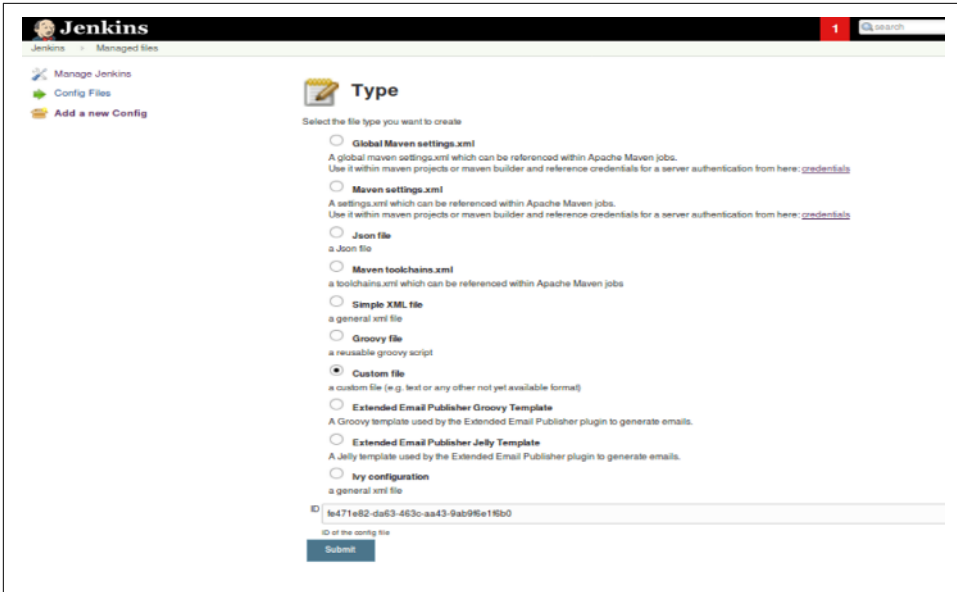 Jenkins
1
search
Jenkins › Managed files
Manage Jenkins
Config Files
Add a new Config
Type
Select the file type you want to create
Global Maven settings.xml
A global maven settings.xml which can be referenced within Apache Maven jobs.
Use it within maven projects or maven builder and reference credentials for a server authentication from here: credentials
Maven settings.xml
A settings.xml which can be referenced within Apache Maven jobs.
Use it within maven projects or maven builder and reference credentials for a server authentication from here: credentials
Json file
a Json file
Maven toolchains.xml
a toolchains.xml which can be referenced within Apache Maven jobs
Simple XML file
a general xml file
Groovy file
a reusable groovy script
Custom file
a custom file (e.g. text or any other not yet available format)
Extended Email Publisher Groovy Template
A Groovy template used by the Extended Email Publisher plugin to generate emails.
Extended Email Publisher Jelly Template
A Jelly template used by the Extended Email Publisher plugin to generate emails.
Ivy configuration
a general xml file
ID fe471e82-da63-463c-aa43-9ab9f6e1f6b0
ID of the config file
Submit